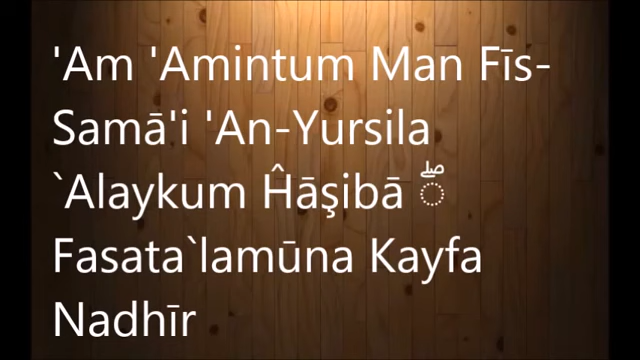 'Am 'Amintum Man Fīs-
Samā'i 'An-Yursila
`Alaykum Ĥāşibā ۖ
Fasata`lamūna Kayfa
Nadhīr